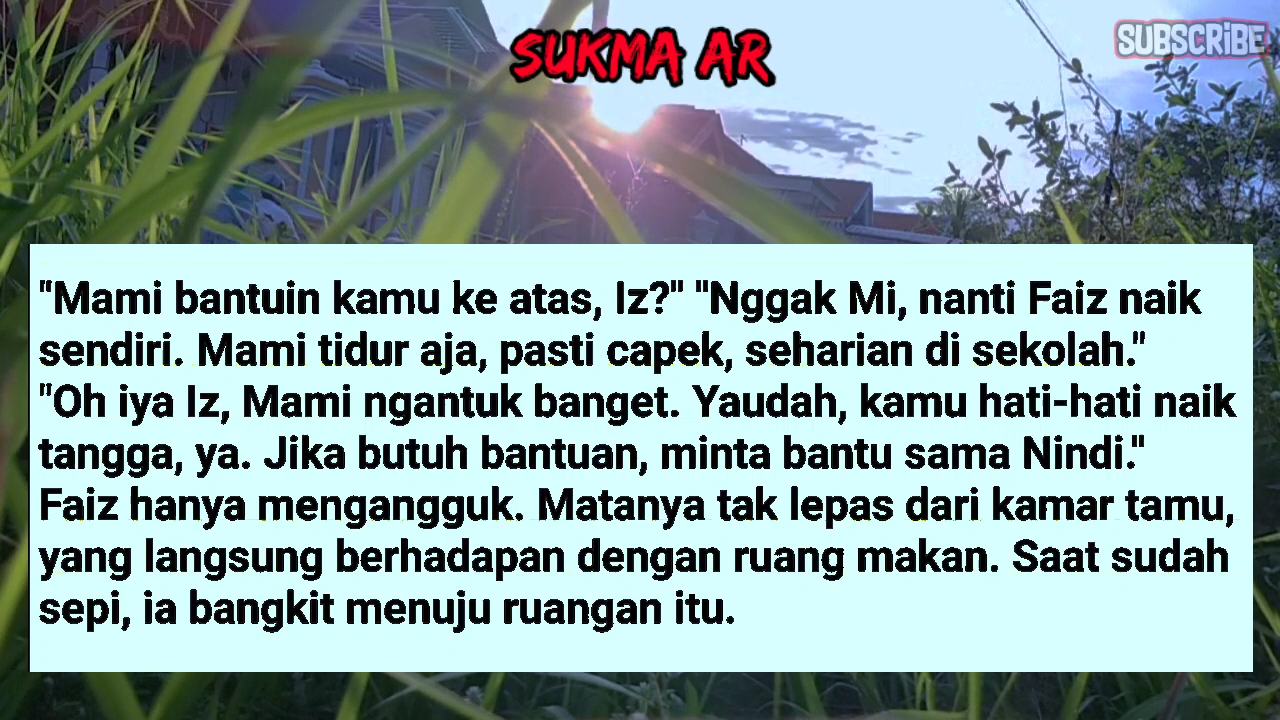 SUKMA AR
SUBSCRIBE
"Mami bantuin kamu ke atas, Iz?" "Nggak Mi, nanti Faiz naik
sendiri. Mami tidur aja, pasti capek, seharian di sekolah."
"Oh iya Iz, Mami ngantuk banget. Yaudah, kamu hati-hati naik
tangga, ya. Jika butuh bantuan, minta bantu sama Nindi."
Faiz hanya mengangguk. Matanya tak lepas dari kamar tamu,
yang langsung berhadapan dengan ruang makan. Saat sudah
sepi, ia bangkit menuju ruangan itu.